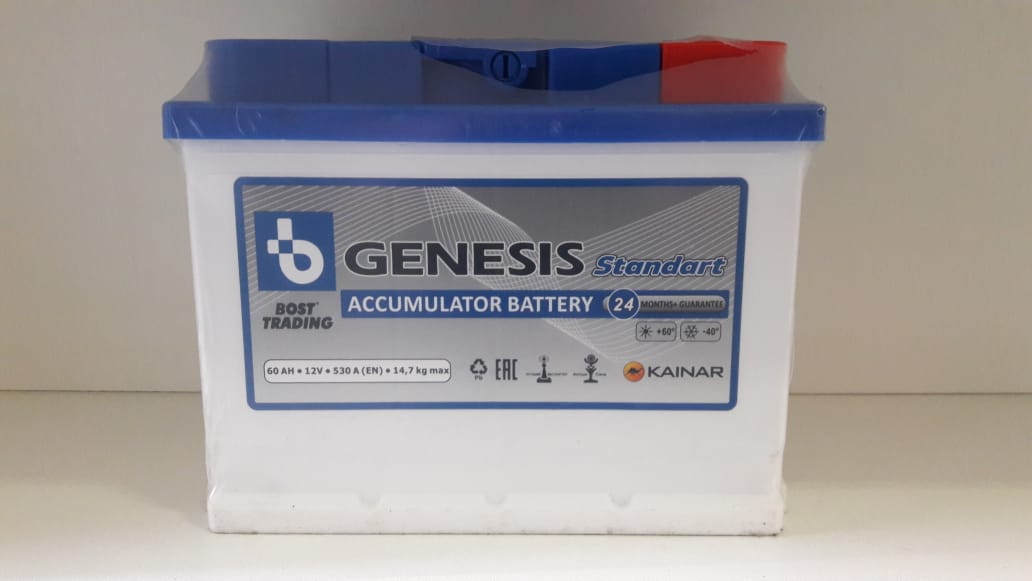 GENESIS Standart
BOST TRADING
ACCUMULATOR BATTERY 24 MONTHS+ GUARANTEE
+60° -40°
60 AH • 12V • 530 A (EN) • 14,7 kg max
Pb
EAC
KAINAR